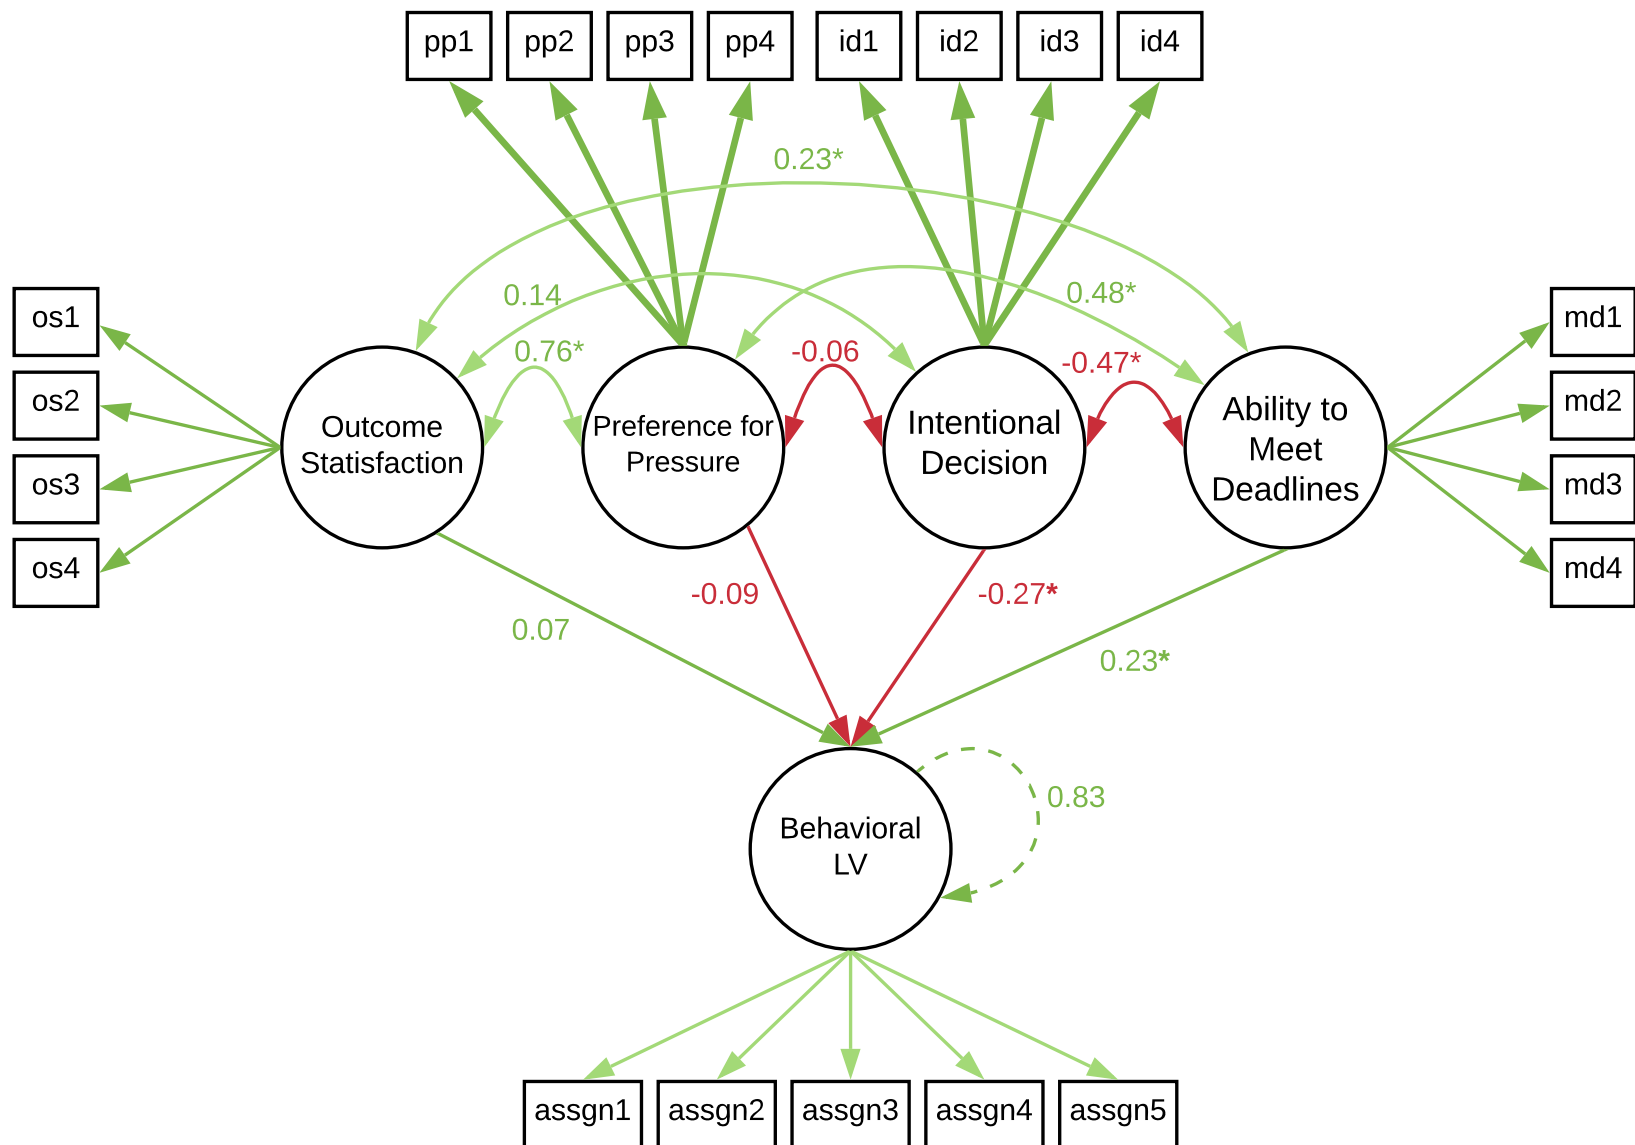 pp1
pp2
pp3
pp4
id1
id2
id3
id4
0.23*
0.14
0.48*
0.76*
-0.06
-0.47*
os1
os2
os3
os4
md1
md2
md3
md4
Outcome
Statisfaction
Preference for
Pressure
Intentional
Decision
Ability to
Meet
Deadlines
0.07
-0.09
-0.27*
0.23*
Behavioral
LV
0.83
assgn1
assgn2
assgn3
assgn4
assgn5